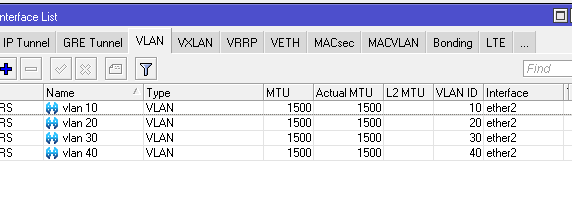 nterface List
IP Tunnel GRE Tunnel VLAN VXLAN VRRP VETH MACsec MACVLAN Bonding LTE ...
Find
Name Type MTU Actual MTU L2 MTU VLAN ID Interface
RS vlan 10 VLAN 1500 1500 10 ether2
RS vlan 20 VLAN 1500 1500 20 ether2
RS vlan 30 VLAN 1500 1500 30 ether2
RS vlan 40 VLAN 1500 1500 40 ether2